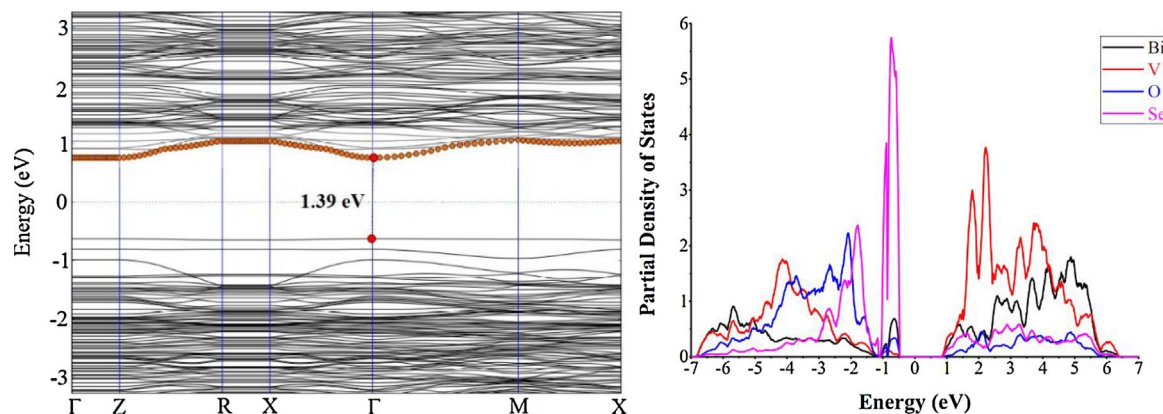 3
2
1
0
-1
-2
-3
Energy (eV)
1.39 eV
Γ Z R X Γ M X
6
5
4
3
2
1
0
Partial Density of States
-7 -6 -5 -4 -3 -2 -1 0 1 2 3 4 5 6 7
Energy (eV)
Bi
V
O
Se